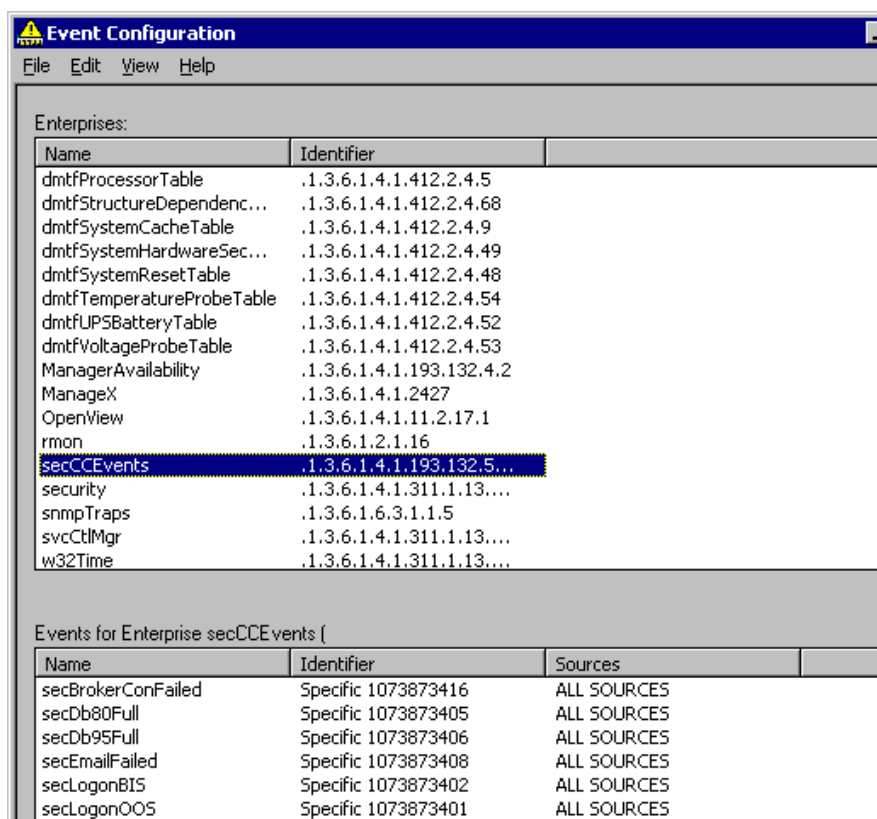 Event Configuration
File Edit View Help
Enterprises:
Name Identifier
dmtfProcessorTable .1.3.6.1.4.1.412.2.4.5
dmtfStructureDependenc... .1.3.6.1.4.1.412.2.4.68
dmtfSystemCacheTable .1.3.6.1.4.1.412.2.4.9
dmtfSystemHardwareSec... .1.3.6.1.4.1.412.2.4.49
dmtfSystemResetTable .1.3.6.1.4.1.412.2.4.48
dmtfTemperatureProbeTable .1.3.6.1.4.1.412.2.4.54
dmtfUPSBatteryTable .1.3.6.1.4.1.412.2.4.52
dmtfVoltageProbeTable .1.3.6.1.4.1.412.2.4.53
ManagerAvailability .1.3.6.1.4.1.193.132.4.2
ManageX .1.3.6.1.4.1.2427
OpenView .1.3.6.1.4.1.11.2.17.1
rmon .1.3.6.1.2.1.16
secCCEvents .1.3.6.1.4.1.193.132.5...
security .1.3.6.1.4.1.311.1.13....
snmpTraps .1.3.6.1.6.3.1.1.5
svcCtlMgr .1.3.6.1.4.1.311.1.13....
w32Time .1.3.6.1.4.1.311.1.13....
Events for Enterprise secCCEvents (
Name Identifier Sources
secBrokerConFailed Specific 1073873416 ALL SOURCES
secDb80Full Specific 1073873405 ALL SOURCES
secDb95Full Specific 1073873406 ALL SOURCES
secEmailFailed Specific 1073873408 ALL SOURCES
secLogonBIS Specific 1073873402 ALL SOURCES
secLogonOOS Specific 1073873401 ALL SOURCES